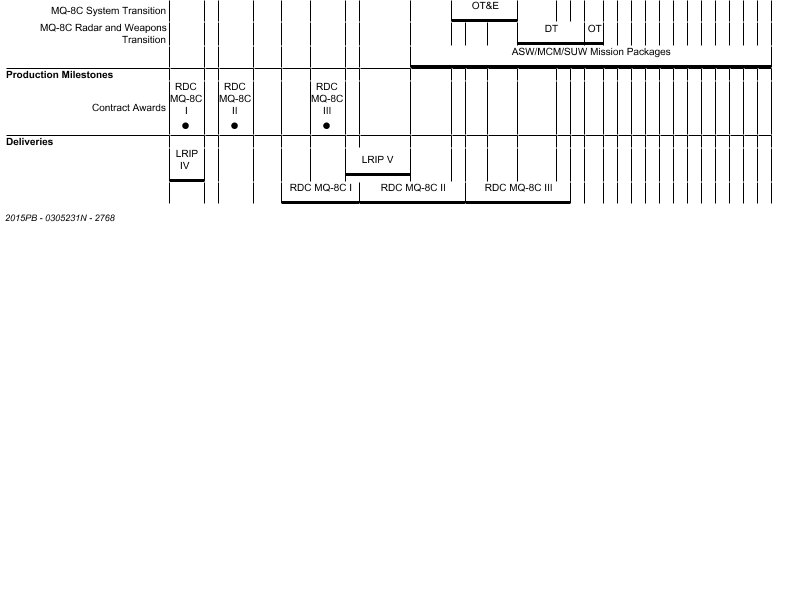 MQ-8C System Transition
OT&E
MQ-8C Radar and Weapons
Transition
DT
OT
ASW/MCM/SUW Mission Packages
Production Milestones
Contract Awards
RDC
MQ-8C
I
RDC
MQ-8C
II
RDC
MQ-8C
III
Deliveries
LRIP
IV
LRIP V
RDC MQ-8C I
RDC MQ-8C II
RDC MQ-8C III
2015PB - 0305231N - 2768